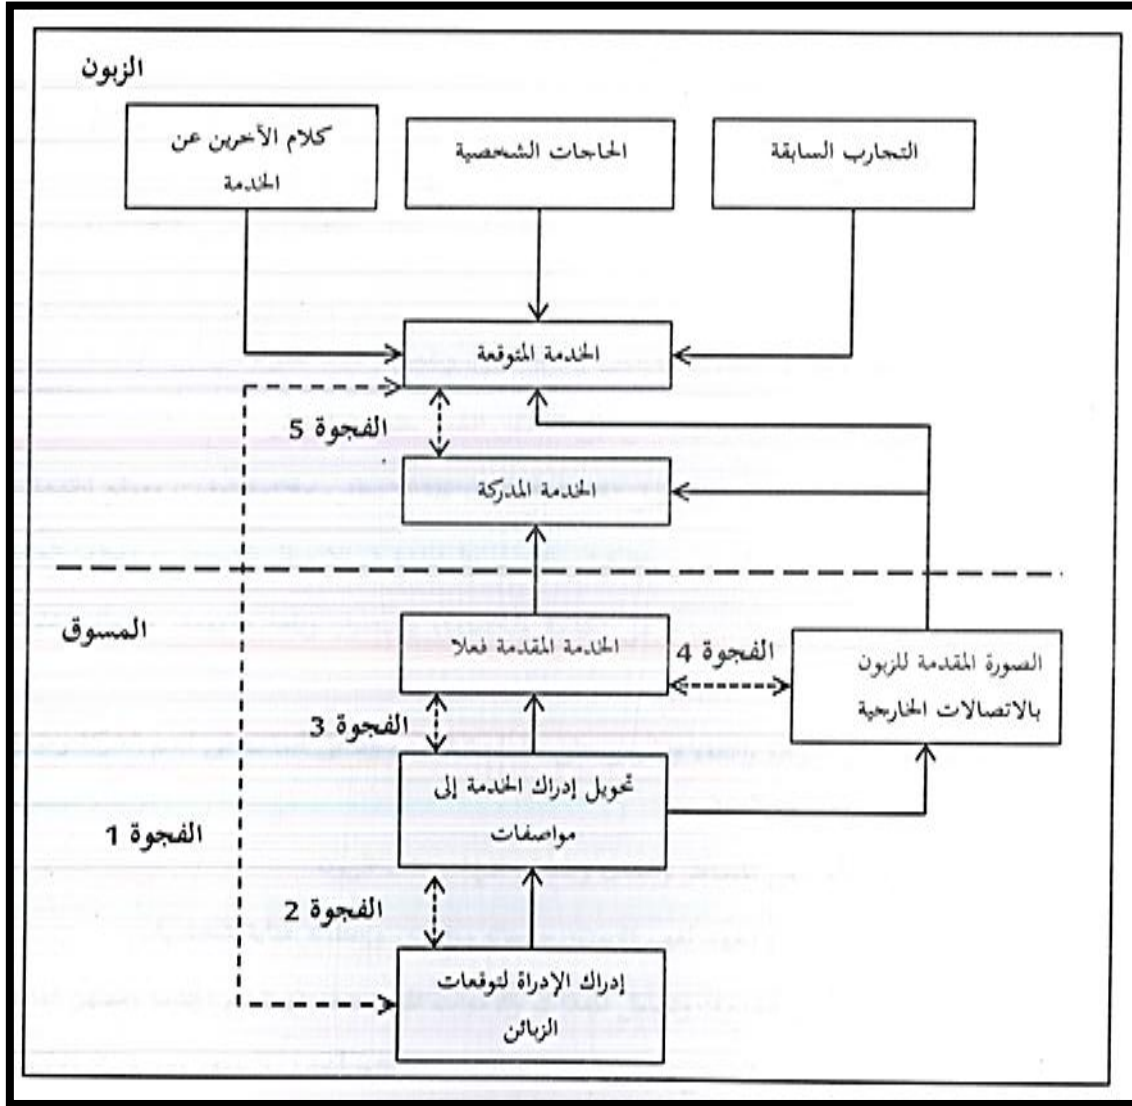 الزبون
كلام الآخرين عن
الخدمة
الحاجات الشخصية
التجارب السابقة
الخدمة المتوقعة
الفجوة 5
الخدمة المدركة
المسوق
الخدمة المقدمة فعلا
الفجوة 4
الصورة المقدمة للزبون
بالاتصالات الخارجية
الفجوة 3
تحويل إدراك الخدمة إلى
مواصفات
الفجوة 1
الفجوة 2
إدراك الإدراة لتوقعات
الزبائن